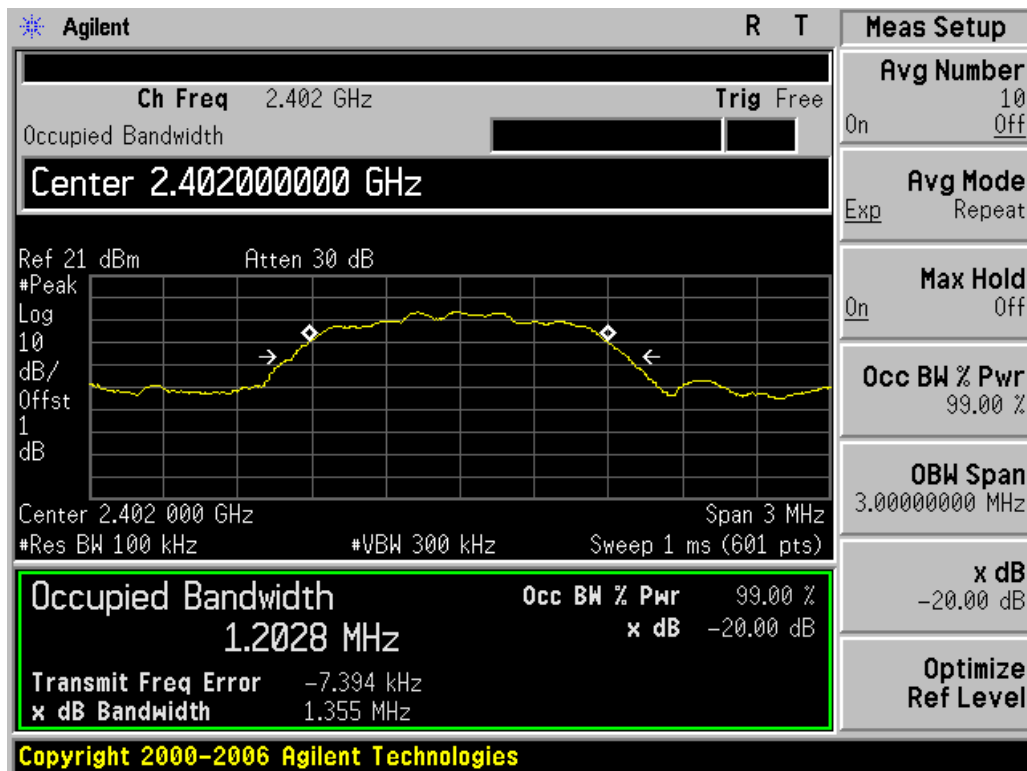 Agilent R T
Ch Freq 2.402 GHz Trig Free
Occupied Bandwidth
Center 2.402000000 GHz
Ref 21 dBm Atten 30 dB
#Peak
Log
10
dB/
Offst
1
dB
Center 2.402 000 GHz Span 3 MHz
#Res BW 100 kHz #VBW 300 kHz Sweep 1 ms (601 pts)
Occupied Bandwidth Occ BW % Pwr 99.00 %
1.2028 MHz x dB -20.00 dB
Transmit Freq Error -7.394 kHz
x dB Bandwidth 1.355 MHz
Copyright 2000-2006 Agilent Technologies
Meas Setup
Avg Number
10
On Off
Avg Mode
Exp Repeat
Max Hold
On Off
Occ BW % Pwr
99.00 %
OBW Span
3.00000000 MHz
x dB
-20.00 dB
Optimize
Ref Level